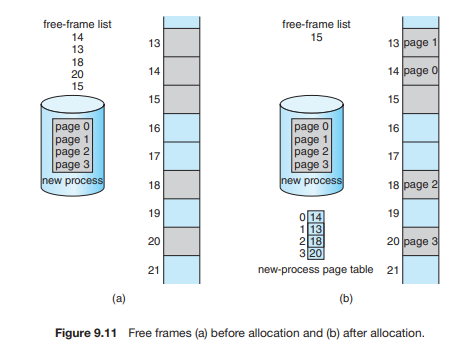 free-frame list
14
13
18
20
15
page 0
page 1
page 2
page 3
new process
13
14
15
16
17
18
19
20
21
(a)
free-frame list
15
page 0
page 1
page 2
page 3
new process
0 14
1 13
2 18
3 20
new-process page table
13 page 1
14 page 0
15
16
17
18 page 2
19
20 page 3
21
(b)
Figure 9.11 Free frames (a) before allocation and (b) after allocation.